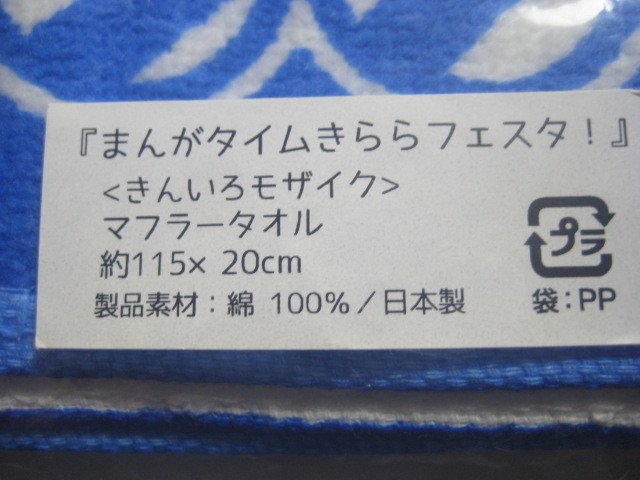 『まんがタイムきららフェスタ！』
<きんいろモザイク>
マフラータオル
約115× 20cm
製品素材：綿 100％／日本製
プラ
袋：PP